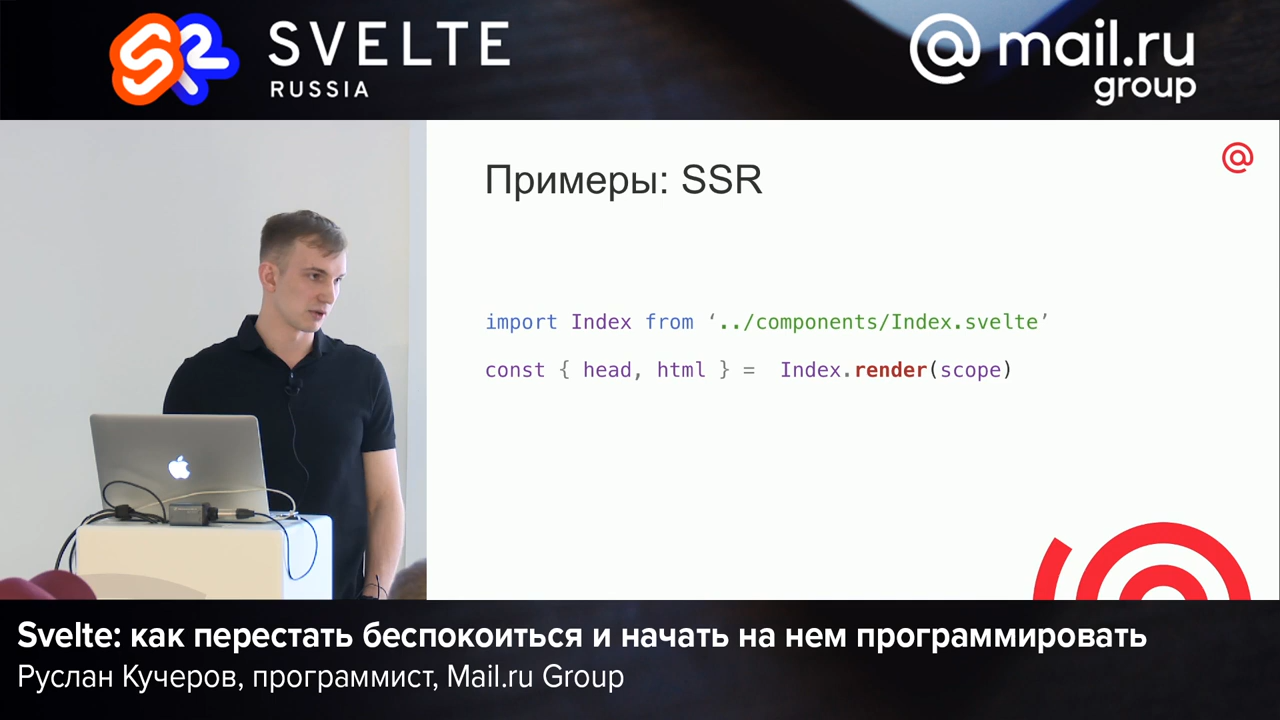 SVELTE
RUSSIA
@mail.ru
group
Примеры: SSR
import Index from ‘../components/Index.svelte’
const { head, html } =  Index.render(scope)
Svelte: как перестать беспокоиться и начать на нем программировать
Руслан Кучеров, программист, Mail.ru Group